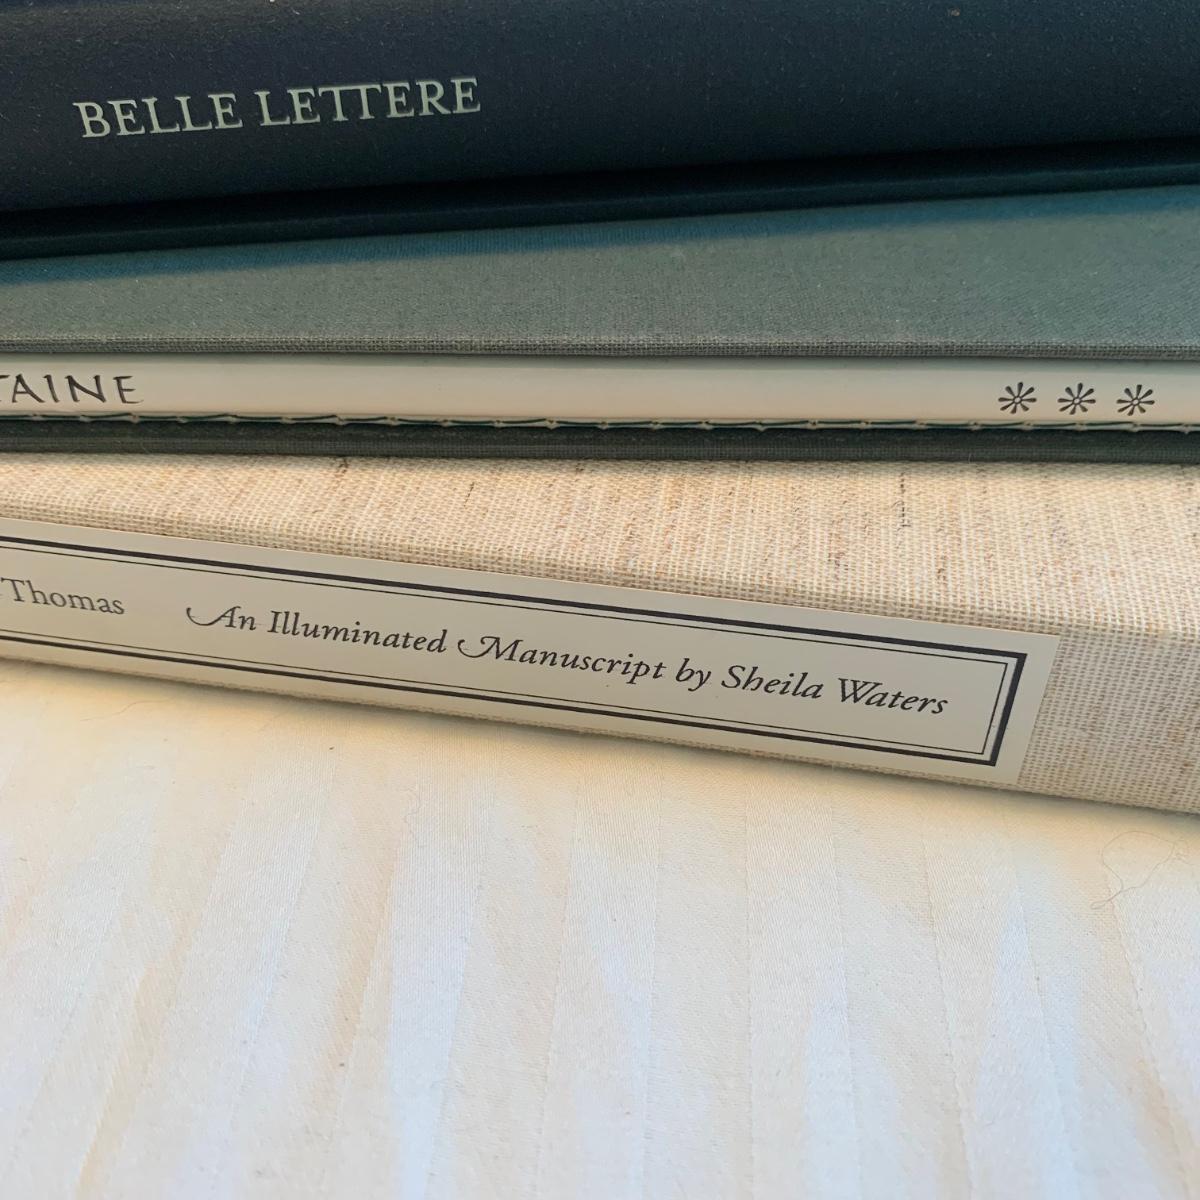 BELLE LETTERE
TAINE ***
Thomas An Illuminated Manuscript by Sheila Waters